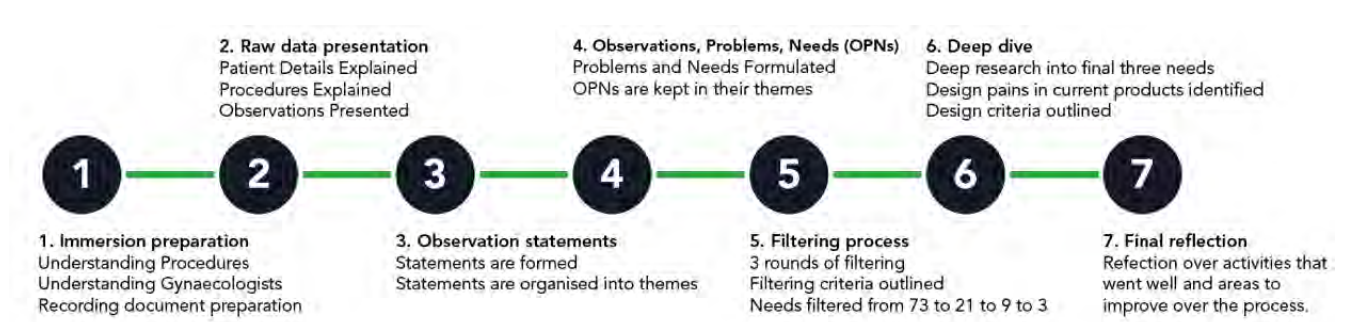 2. Raw data presentation
Patient Details Explained
Procedures Explained
Observations Presented
4. Observations, Problems, Needs (OPNs)
Problems and Needs Formulated
OPNs are kept in their themes
6. Deep dive
Deep research into final three needs
Design pains in current products identified
Design criteria outlined
1
2
3
4
5
6
7
1. Immersion preparation
Understanding Procedures
Understanding Gynaecologists
Recording document preparation
3. Observation statements
Statements are formed
Statements are organised into themes
5. Filtering process
3 rounds of filtering
Filtering criteria outlined
Needs filtered from 73 to 21 to 9 to 3
7. Final reflection
Refection over activities that
went well and areas to
improve over the process.